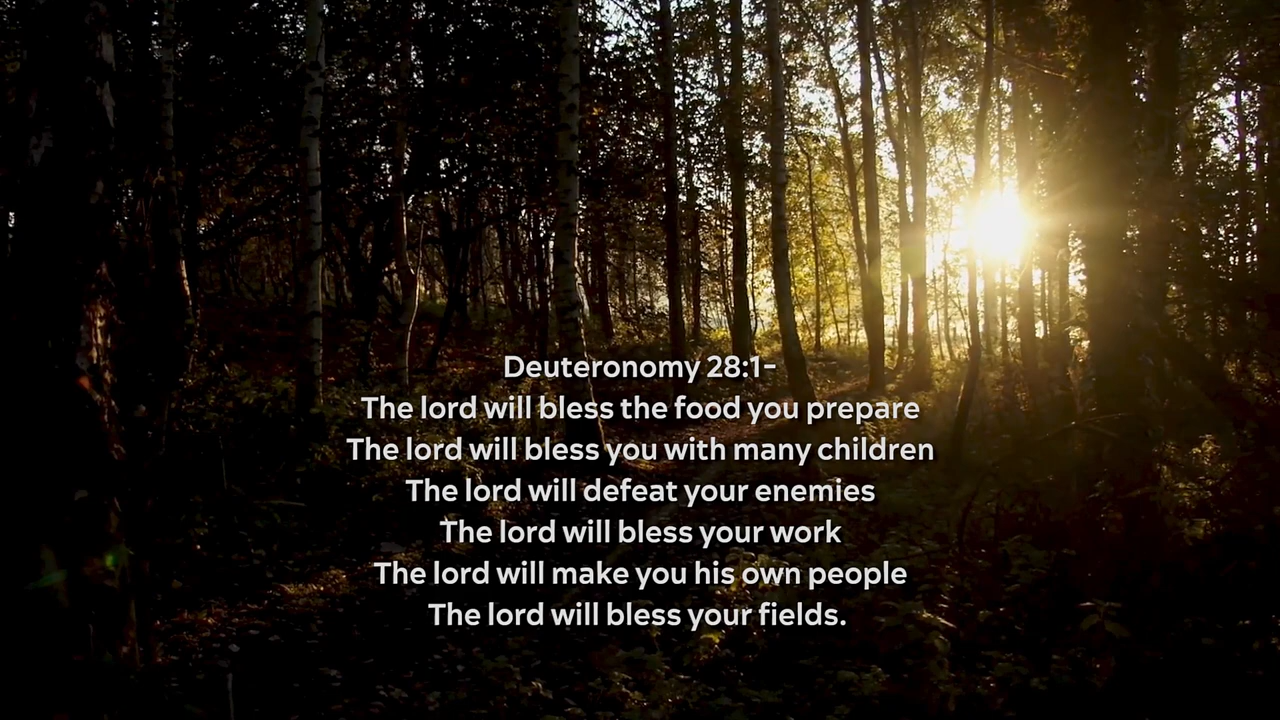 Deuteronomy 28:1-
The lord will bless the food you prepare
The lord will bless you with many children
The lord will defeat your enemies
The lord will bless your work
The lord will make you his own people
The lord will bless your fields.